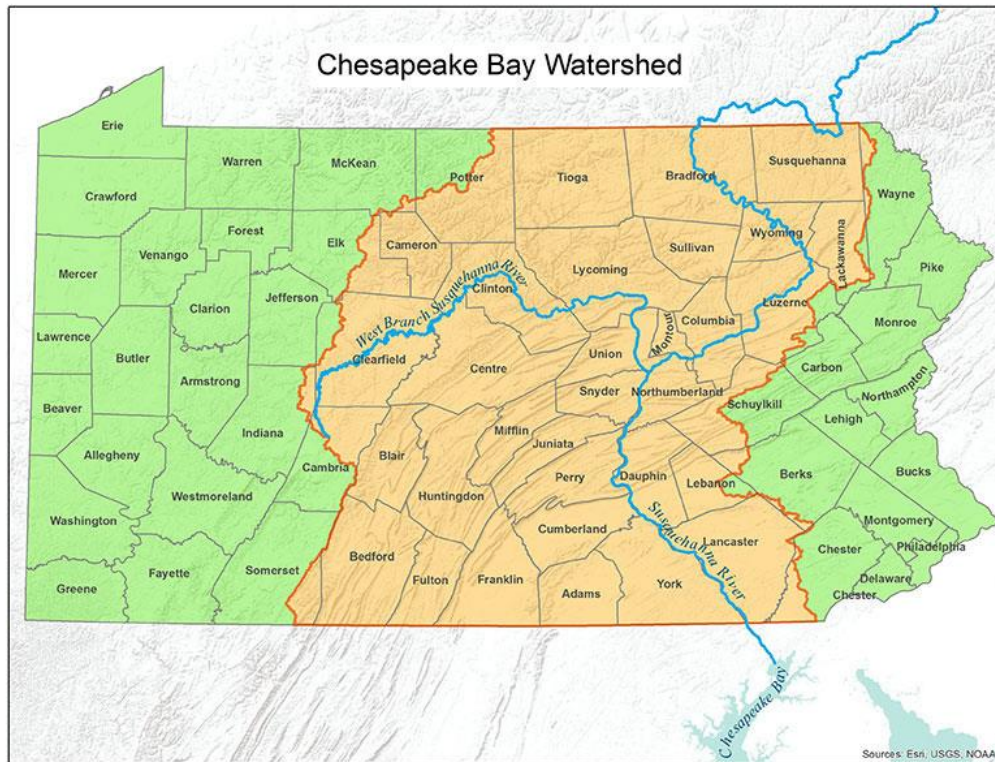 Chesapeake Bay Watershed
Erie
Warren
McKean
Potter
Tioga
Bradford
Susquehanna
Wayne
Crawford
Forest
Elk
Cameron
Sullivan
Wyoming
Lackawanna
Pike
Mercer
Venango
Clarion
Jefferson
West Branch Susquehanna River
Clinton
Lycoming
Luzerne
Lawrence
Butler
Armstrong
Clearfield
Centre
Union
Montour
Columbia
Monroe
Carbon
Northampton
Beaver
Indiana
Snyder
Northumberland
Schuylkill
Lehigh
Allegheny
Westmoreland
Cambria
Blair
Mifflin
Juniata
Perry
Dauphin
Lebanon
Berks
Bucks
Washington
Huntingdon
Cumberland
Susquehanna River
Lancaster
Montgomery
Philadelphia
Greene
Fayette
Somerset
Bedford
Fulton
Franklin
Adams
York
Chester
Delaware
Chester
Chesapeake Bay
Sources: Esri, USGS, NOAA